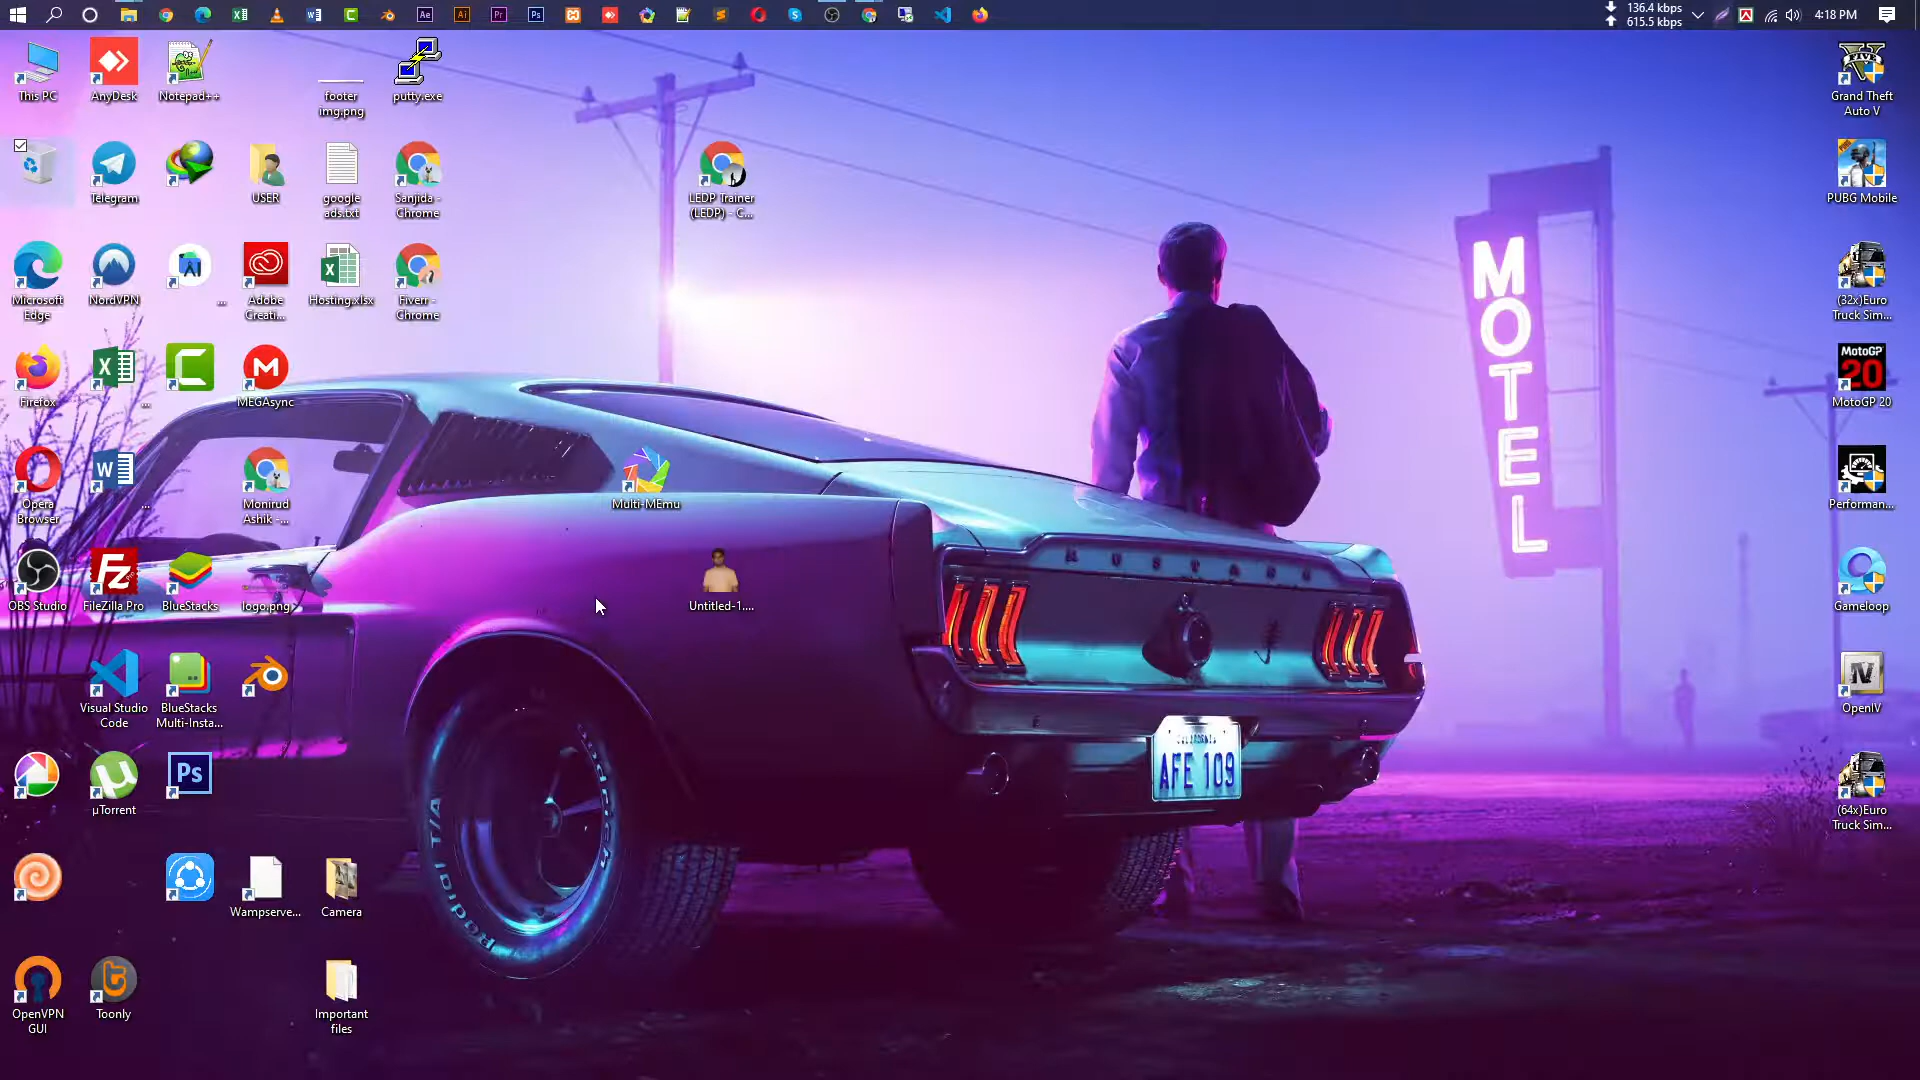 136.4 kbps
615.5 kbps
4:18 PM
This PC
AnyDesk
Notepad++
footer
img.png
putty.exe
Grand Theft
Auto V
Telegram
USER
google
ads.txt
Sanjida -
Chrome
LEDP Trainer
(LEDP) - C...
PUBG Mobile
Microsoft
Edge
NordVPN
...
Adobe
Creati...
Hosting.xlsx
Fiverr -
Chrome
(32x)Euro
Truck Sim...
Firefox
...
MEGAsync
MotoGP
20
MotoGP 20
Opera
Browser
...
Monirud
Ashik -...
Multi-MEmu
Performan...
OBS Studio
FileZilla Pro
BlueStacks
logo.png
Untitled-1....
Gameloop
Visual Studio
Code
BlueStacks
Multi-Insta...
OpenIV
µTorrent
Ps
(64x)Euro
Truck Sim...
Wampserve...
Camera
OpenVPN
GUI
Toonly
Important
files
MOTEL
MUSTANG
CALIFORNIA
AFE 109
Radial T/A